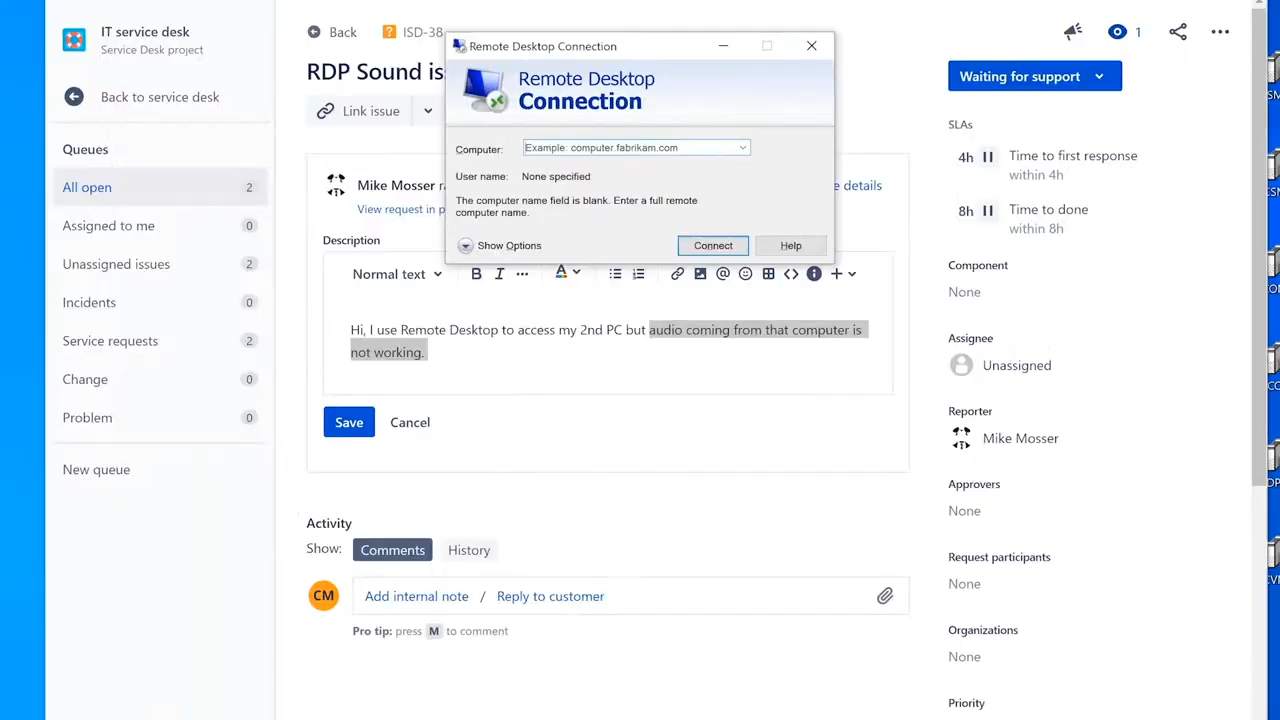 IT service desk
Service Desk project
Back to service desk
Queues
All open 2
Assigned to me 0
Unassigned issues 2
Incidents 0
Service requests 2
Change 0
Problem 0
New queue
Back
ISD-38
RDP Sound is
Link issue
Mike Mosser
View request in p
e details
Description
Normal text
Hi, I use Remote Desktop to access my 2nd PC but audio coming from that computer is
not working.
Save Cancel
Activity
Show: Comments History
CM
Add internal note / Reply to customer
Pro tip: press M to comment
Remote Desktop Connection
Remote Desktop
Connection
Computer: Example: computer.fabrikam.com
User name: None specified
The computer name field is blank. Enter a full remote
computer name.
Show Options
Connect
Help
1
Waiting for support
SLAs
4h Time to first response
within 4h
8h Time to done
within 8h
Component
None
Assignee
Unassigned
Reporter
Mike Mosser
Approvers
None
Request participants
None
Organizations
None
Priority